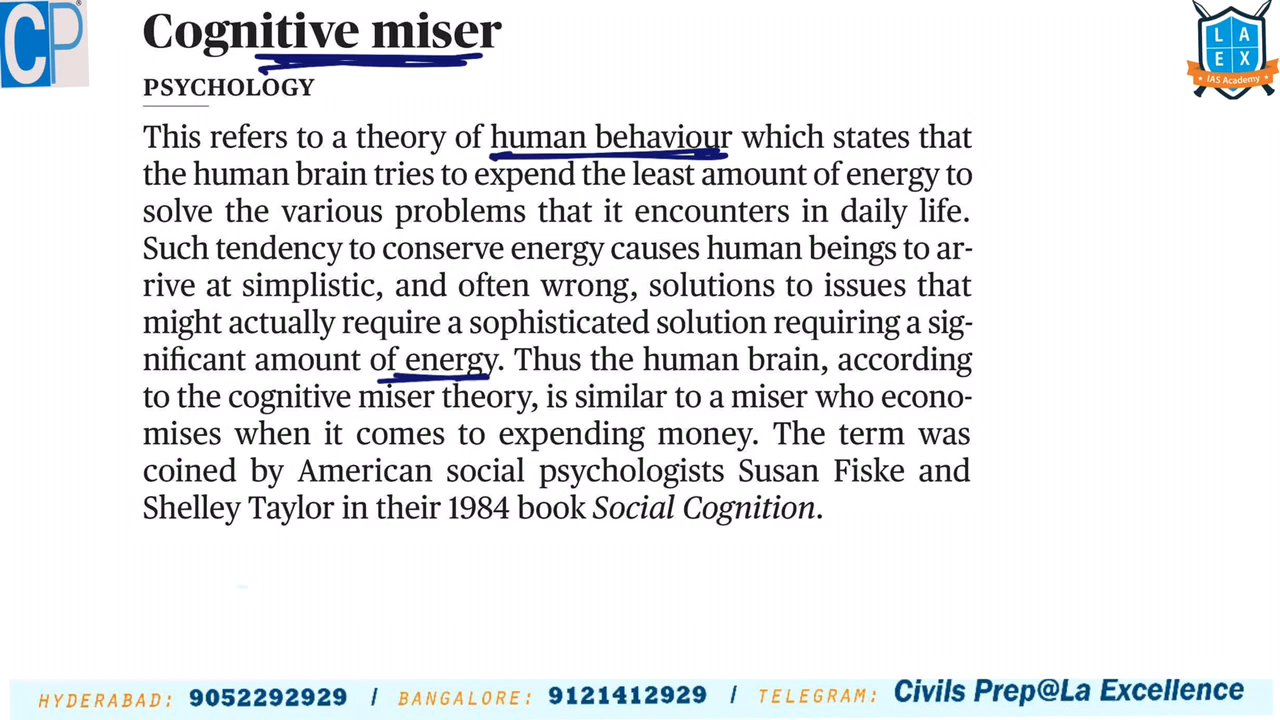 CP®
Cognitive miser
LA
EX
IAS Academy
PSYCHOLOGY
This refers to a theory of human behaviour which states that
the human brain tries to expend the least amount of energy to
solve the various problems that it encounters in daily life.
Such tendency to conserve energy causes human beings to ar-
rive at simplistic, and often wrong, solutions to issues that
might actually require a sophisticated solution requiring a sig-
nificant amount of energy. Thus the human brain, according
to the cognitive miser theory, is similar to a miser who econo-
mises when it comes to expending money. The term was
coined by American social psychologists Susan Fiske and
Shelley Taylor in their 1984 book Social Cognition.
HYDERABAD: 9052292929 / BANGALORE: 9121412929 / TELEGRAM: Civils Prep@La Excellence